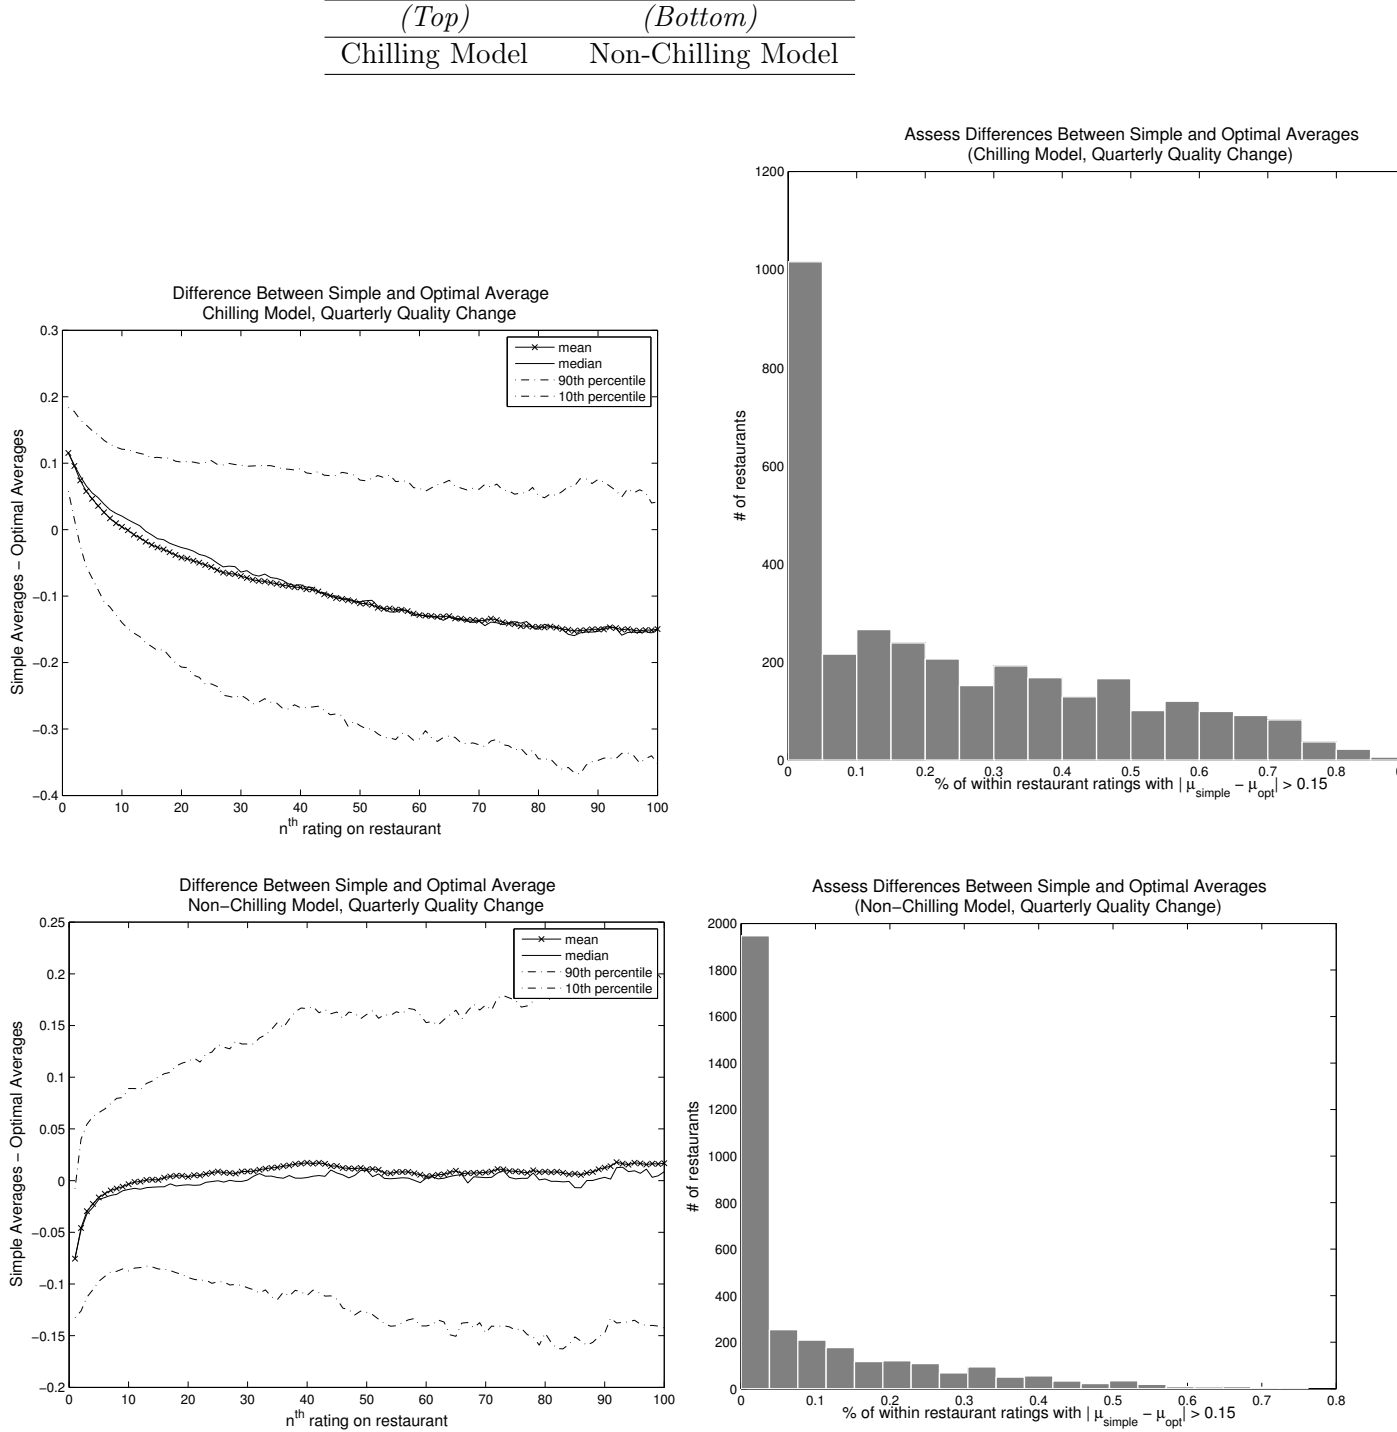 (Top) (Bottom)
Chilling Model Non-Chilling Model
Assess Differences Between Simple and Optimal Averages
(Chilling Model, Quarterly Quality Change)
1200
1000
800
600
400
200
0
# of restaurants
0 0.1 0.2 0.3 0.4 0.5 0.6 0.7 0.8
% of within restaurant ratings with | μsimple − μopt| > 0.15
Difference Between Simple and Optimal Average
Chilling Model, Quarterly Quality Change
0.3
0.2
0.1
0
−0.1
−0.2
−0.3
−0.4
Simple Averages − Optimal Averages
mean
median
90th percentile
10th percentile
0 10 20 30 40 50 60 70 80 90 100
nth rating on restaurant
Difference Between Simple and Optimal Average
Non−Chilling Model, Quarterly Quality Change
0.25
0.2
0.15
0.1
0.05
0
−0.05
−0.1
−0.15
−0.2
Simple Averages − Optimal Averages
mean
median
90th percentile
10th percentile
0 10 20 30 40 50 60 70 80 90 100
nth rating on restaurant
Assess Differences Between Simple and Optimal Averages
(Non−Chilling Model, Quarterly Quality Change)
2000
1800
1600
1400
1200
1000
800
600
400
200
0
# of restaurants
0 0.1 0.2 0.3 0.4 0.5 0.6 0.7 0.8
% of within restaurant ratings with | μsimple − μopt| > 0.15